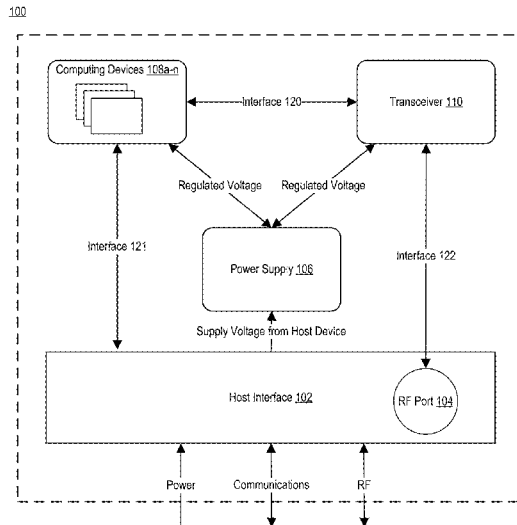 100
Computing Devices 108a-n
Interface 120
Transceiver 110
Regulated Voltage
Regulated Voltage
Interface 121
Interface 122
Power Supply 106
Supply Voltage from Host Device
Host Interface 102
RF Port 104
Power
Communications
RF